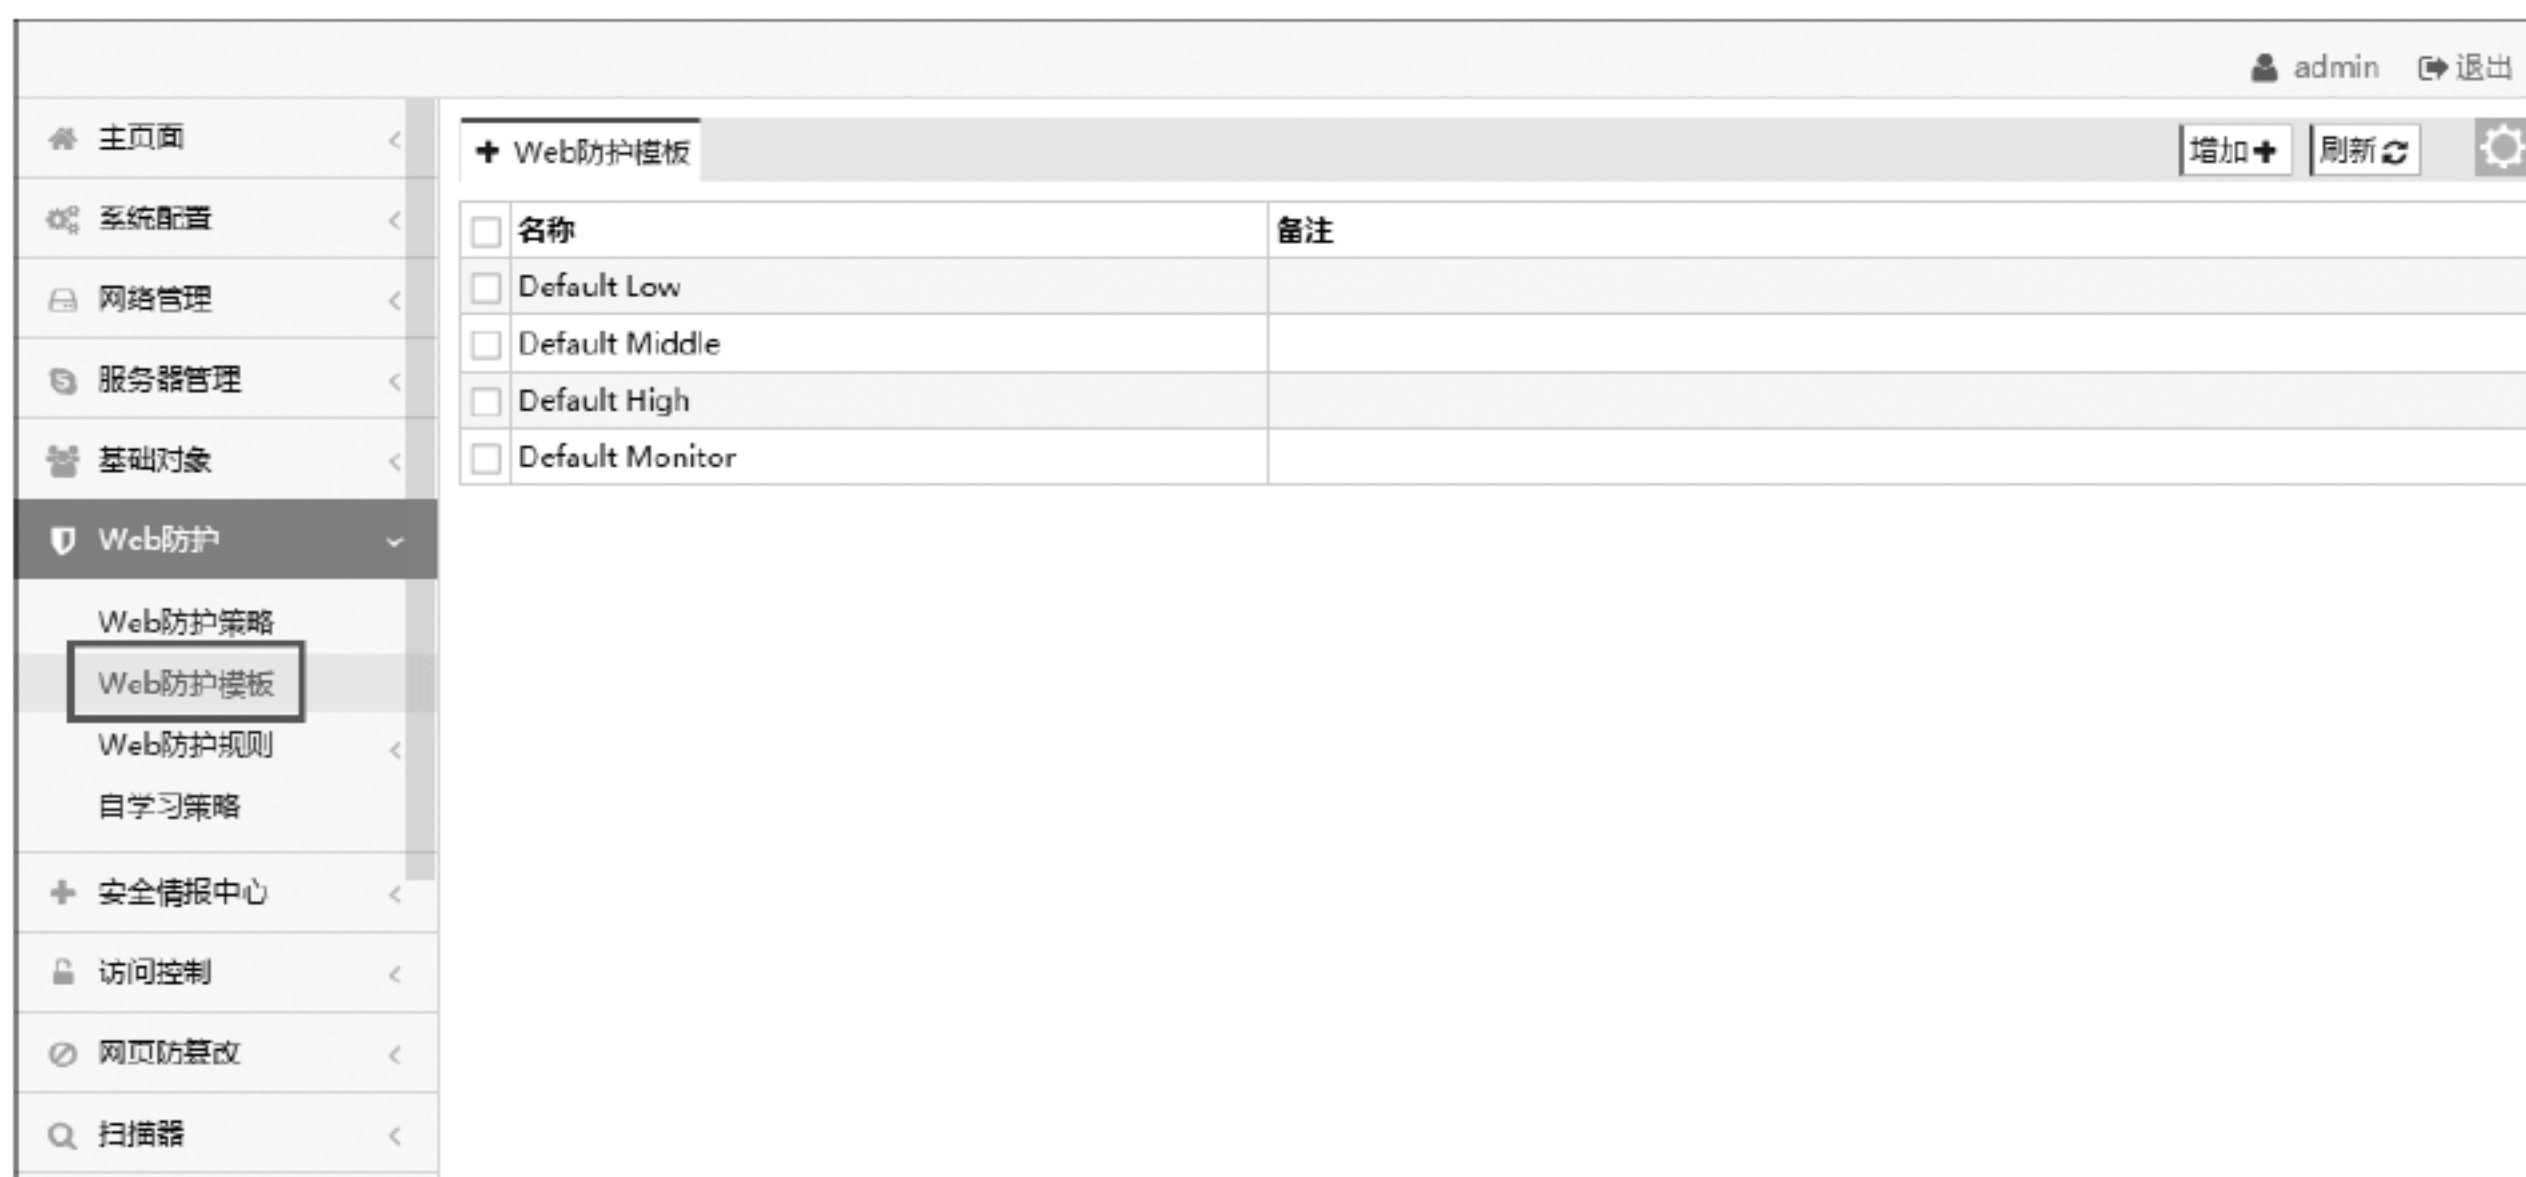 admin 退出
主页面
系统配置
网络管理
服务器管理
基础对象
Web防护
Web防护策略
Web防护模板
Web防护规则
自学习策略
安全情报中心
访问控制
网页防篡改
扫描器
Web防护模板
增加 刷新
名称 备注
Default Low
Default Middle
Default High
Default Monitor